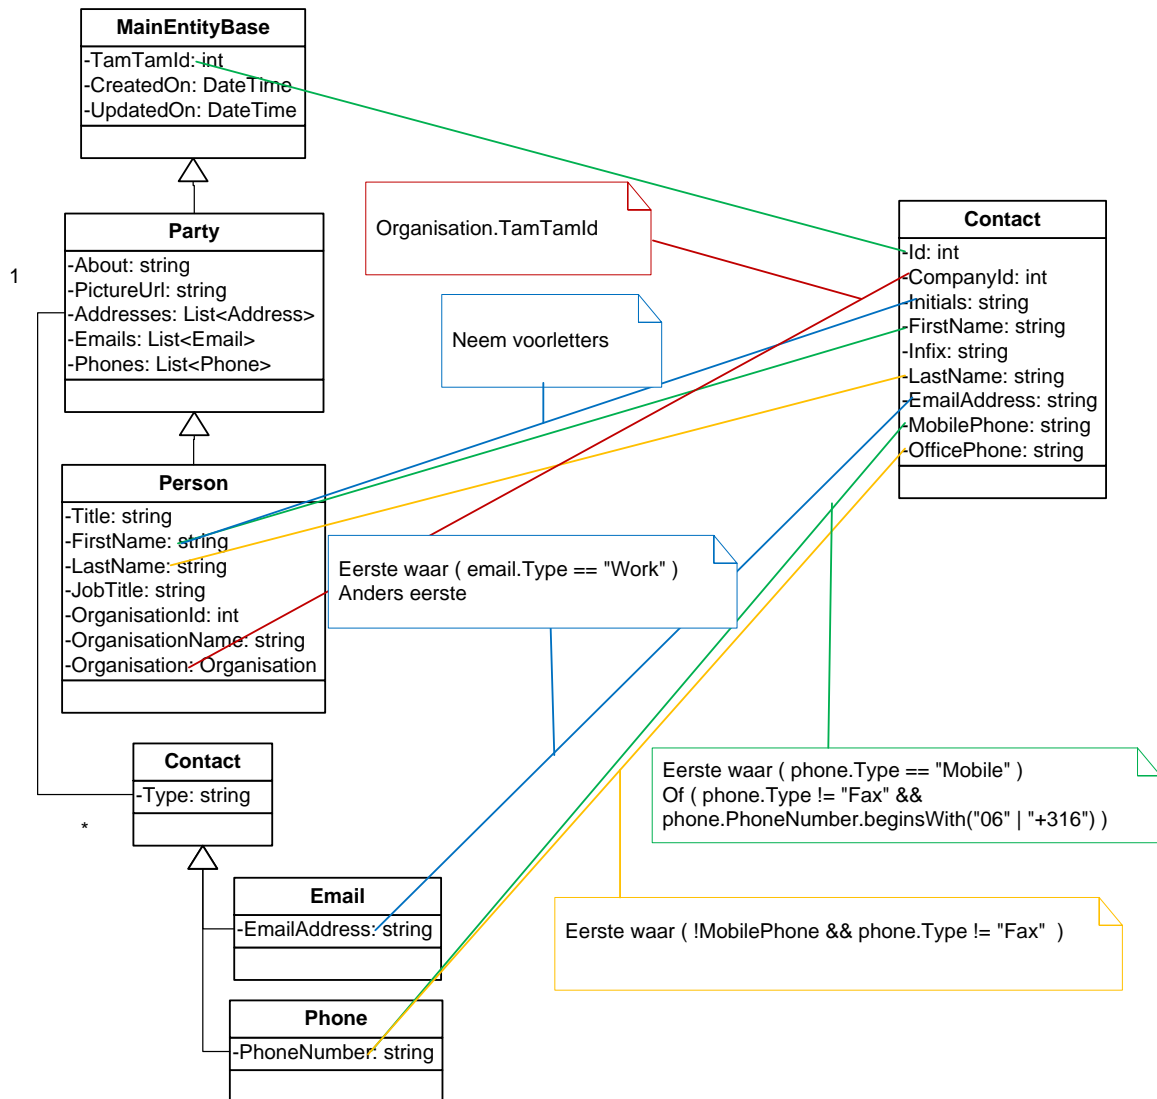 MainEntityBase
-TamTamId: int
-CreatedOn: DateTime
-UpdatedOn: DateTime
Party
-About: string
-PictureUrl: string
-Addresses: List<Address>
-Emails: List<Email>
-Phones: List<Phone>
1
Person
-Title: string
-FirstName: string
-LastName: string
-JobTitle: string
-OrganisationId: int
-OrganisationName: string
-Organisation: Organisation
Contact
-Type: string
*
Email
-EmailAddress: string
Phone
-PhoneNumber: string
Organisation.TamTamId
Neem voorletters
Eerste waar ( email.Type == "Work" )
Anders eerste
Contact
-Id: int
-CompanyId: int
-Initials: string
-FirstName: string
-Infix: string
-LastName: string
-EmailAddress: string
-MobilePhone: string
-OfficePhone: string
Eerste waar ( phone.Type == "Mobile" )
Of ( phone.Type != "Fax" &&
phone.PhoneNumber.beginsWith("06" | "+316") )
Eerste waar ( !MobilePhone && phone.Type != "Fax" )